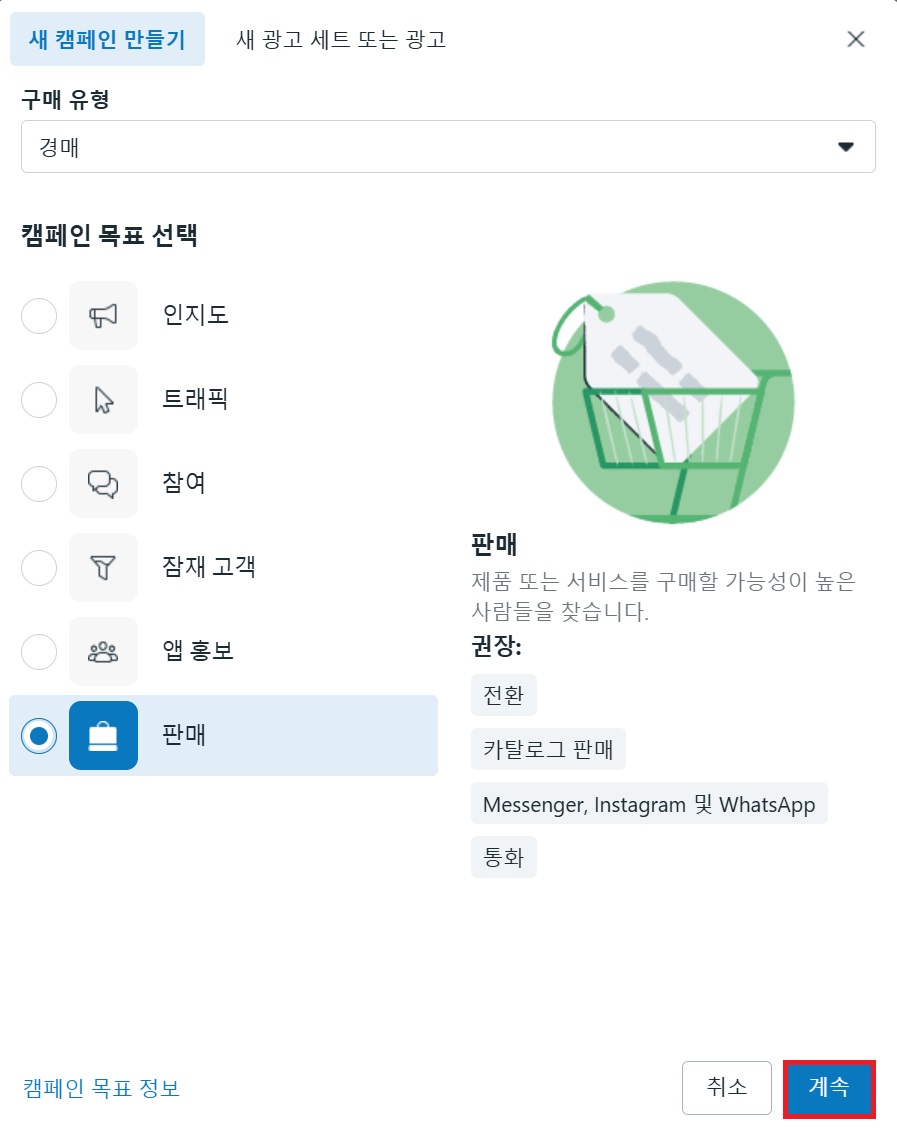 새 캠페인 만들기
새 광고 세트 또는 광고
구매 유형
경매
캠페인 목표 선택
인지도
트래픽
참여
잠재 고객
앱 홍보
판매
판매
제품 또는 서비스를 구매할 가능성이 높은
사람들을 찾습니다.
권장:
전환
카탈로그 판매
Messenger, Instagram 및 WhatsApp
통화
캠페인 목표 정보
취소
계속